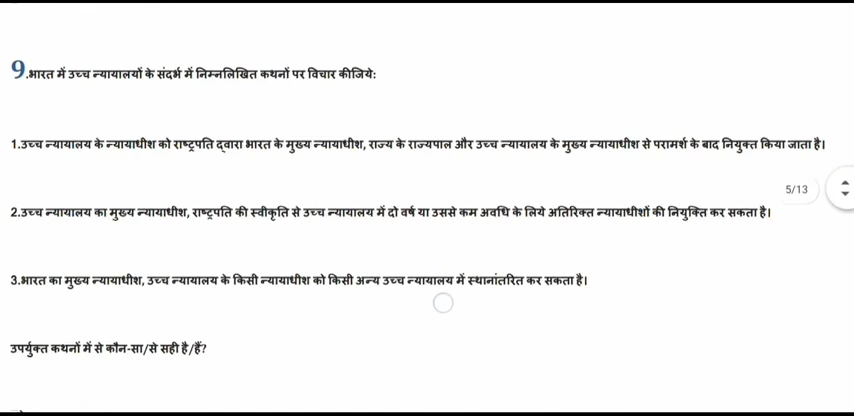 9.भारत में उच्च न्यायालयों के संदर्भ में निम्नलिखित कथनों पर विचार कीजिये:
1.उच्च न्यायालय के न्यायाधीश को राष्ट्रपति द्वारा भारत के मुख्य न्यायाधीश, राज्य के राज्यपाल और उच्च न्यायालय के मुख्य न्यायाधीश से परामर्श के बाद नियुक्त किया जाता है।
5/13
2.उच्च न्यायालय का मुख्य न्यायाधीश, राष्ट्रपति की स्वीकृति से उच्च न्यायालय में दो वर्ष या उससे कम अवधि के लिये अतिरिक्त न्यायाधीशों की नियुक्ति कर सकता है।
3.भारत का मुख्य न्यायाधीश, उच्च न्यायालय के किसी न्यायाधीश को किसी अन्य उच्च न्यायालय में स्थानांतरित कर सकता है।
उपर्युक्त कथनों में से कौन-सा/से सही है/हैं?